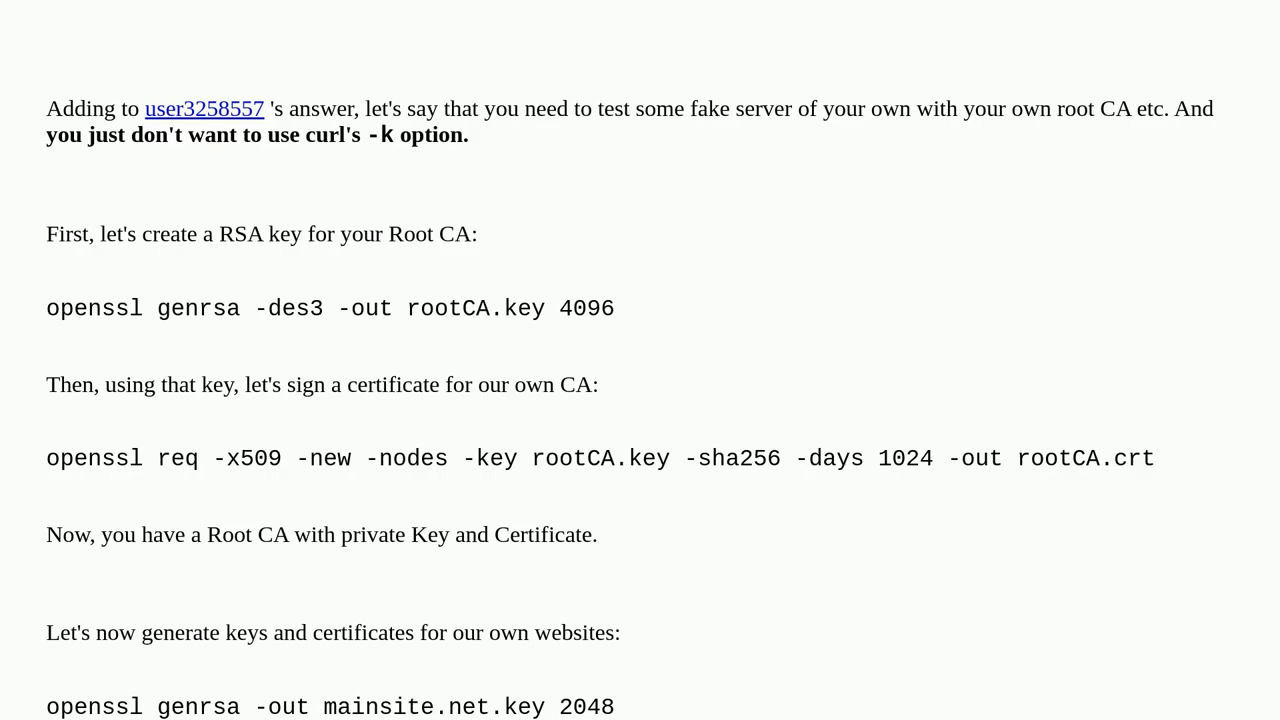 Adding to user3258557 's answer, let's say that you need to test some fake server of your own with your own root CA etc. And
you just don't want to use curl's -k option.
First, let's create a RSA key for your Root CA:
openssl genrsa -des3 -out rootCA.key 4096
Then, using that key, let's sign a certificate for our own CA:
openssl req -x509 -new -nodes -key rootCA.key -sha256 -days 1024 -out rootCA.crt
Now, you have a Root CA with private Key and Certificate.
Let's now generate keys and certificates for our own websites:
openssl genrsa -out mainsite.net.key 2048